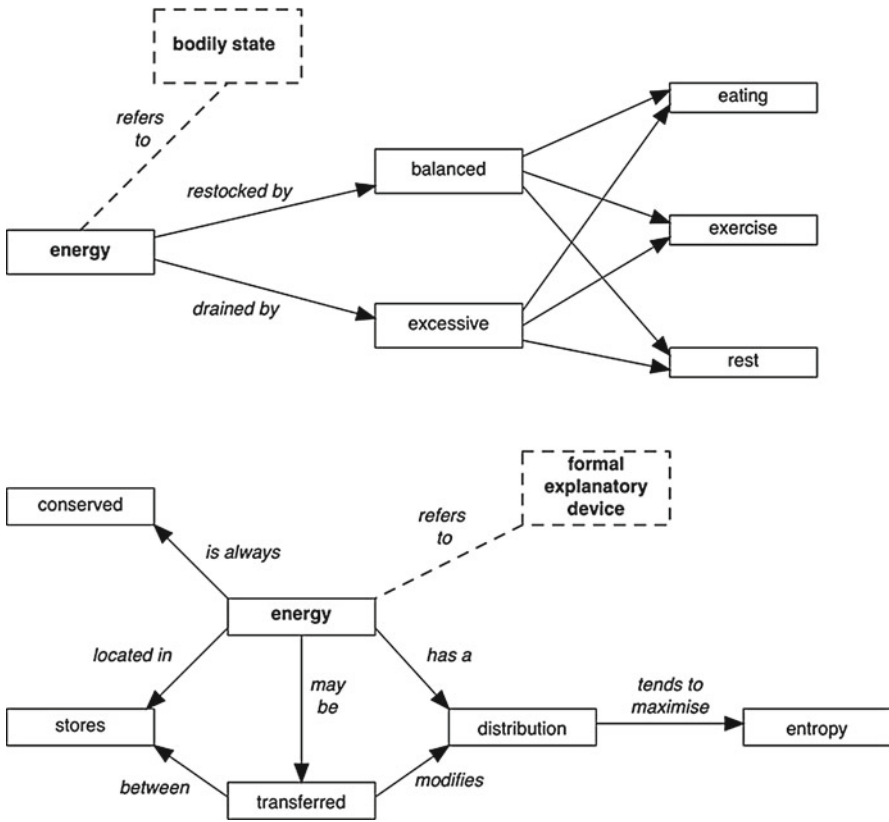 bodily state
refers
to
eating
balanced
restocked by
exercise
energy
drained by
excessive
rest
formal
explanatory
device
conserved
refers
to
is always
energy
located in
may
be
has a
tends to
maximise
stores
distribution
entropy
between
transferred
modifies